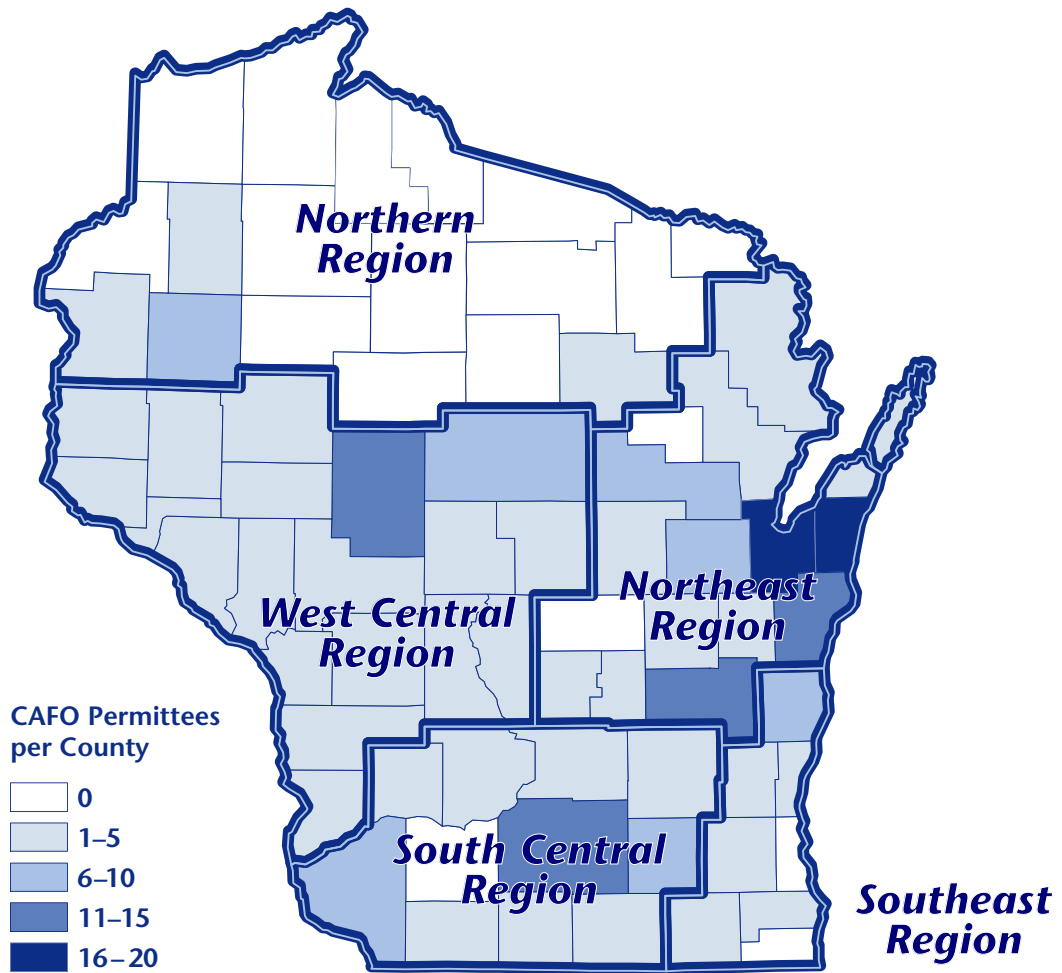 Northern
Region
West Central
Region
Northeast
Region
South Central
Region
Southeast
Region
CAFO Permittees
per County
0
1–5
6–10
11–15
16–20